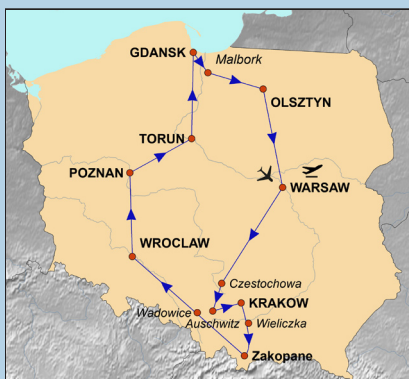 GDANSK
Malbork
OLSZTYN
TORUN
POZNAN
WARSAW
WROCLAW
Czestochowa
Wadowice
KRAKOW
Auschwitz
Wieliczka
Zakopane